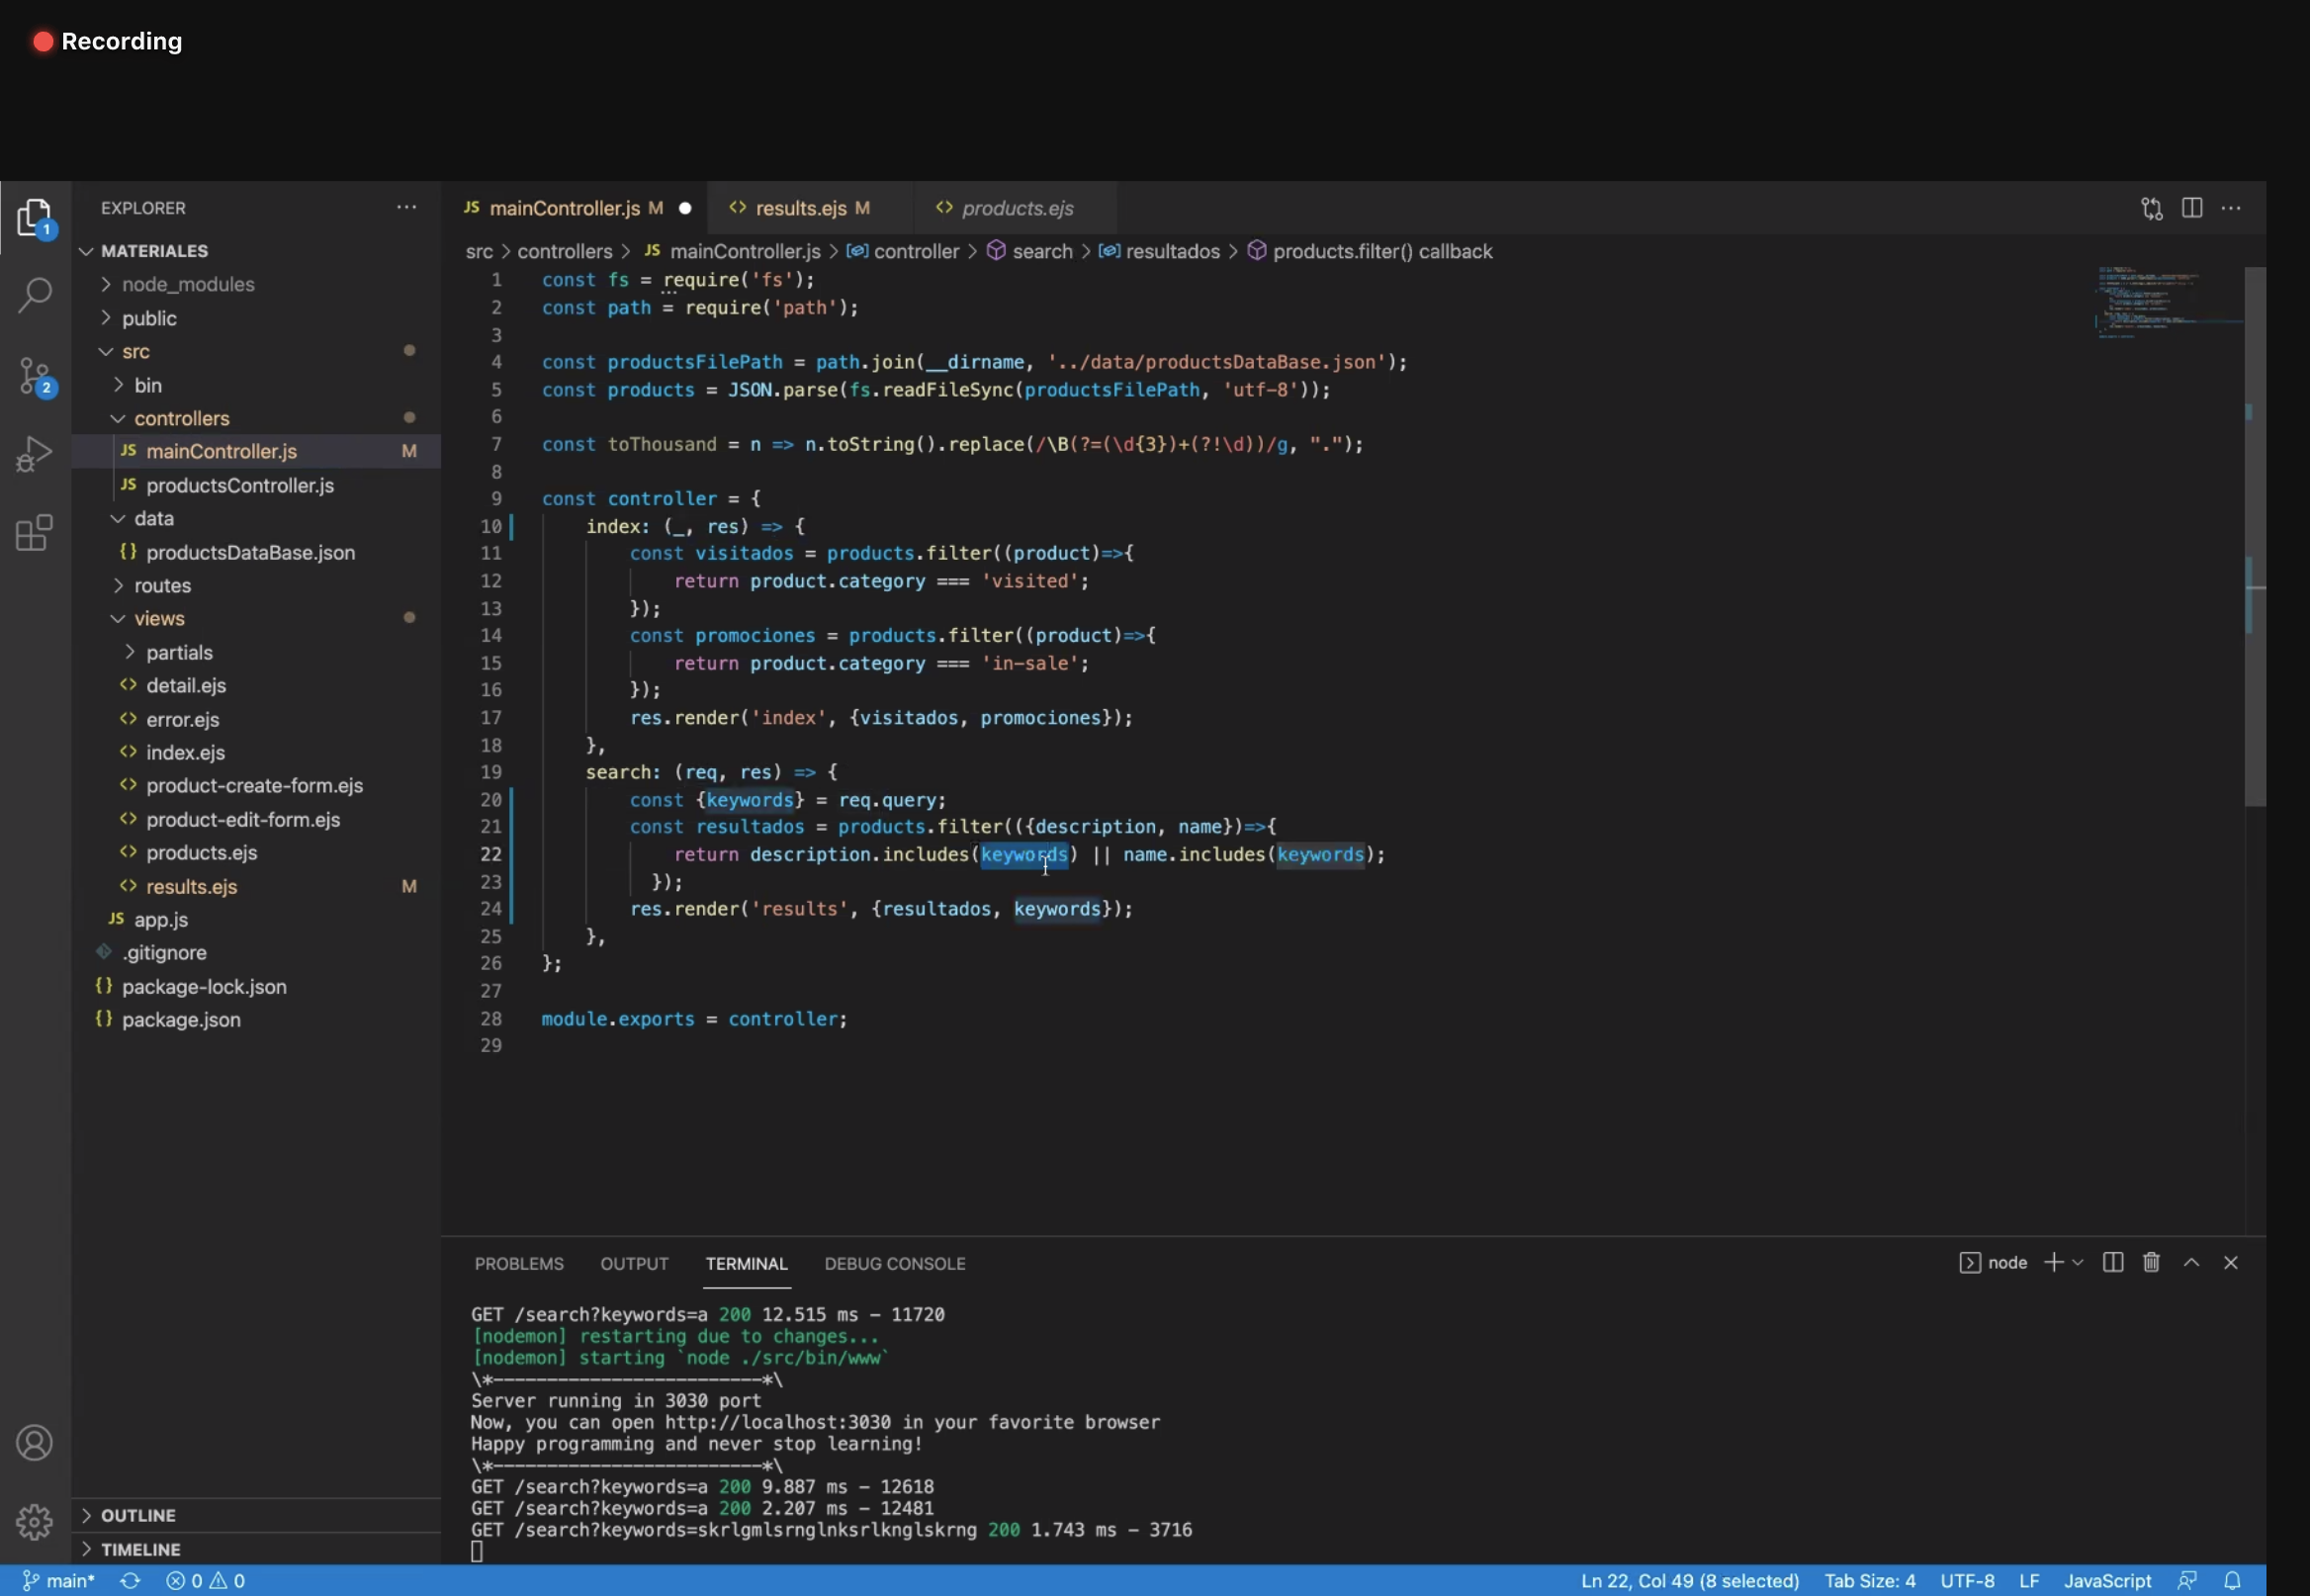 Recording
EXPLORER
MATERIALES
node_modules
public
src
bin
controllers
JS mainController.js M
JS productsController.js
data
{} productsDataBase.json
routes
views
partials
<> detail.ejs
<> error.ejs
<> index.ejs
<> product-create-form.ejs
<> product-edit-form.ejs
<> products.ejs
<> results.ejs M
JS app.js
.gitignore
{} package-lock.json
{} package.json
OUTLINE
TIMELINE
1
2
JS mainController.js M
<> results.ejs M
<> products.ejs
src > controllers > JS mainController.js > controller > search > resultados > products.filter() callback
1 const fs = require('fs');
2 const path = require('path');
3
4 const productsFilePath = path.join(__dirname, '../data/productsDataBase.json');
5 const products = JSON.parse(fs.readFileSync(productsFilePath, 'utf-8'));
6
7 const toThousand = n => n.toString().replace(/\B(?=(\d{3})+(?!\d))/g, ".");
8
9 const controller = {
10 index: (_, res) => {
11 const visitados = products.filter((product)=>{
12 return product.category === 'visited';
13 });
14 const promociones = products.filter((product)=>{
15 return product.category === 'in-sale';
16 });
17 res.render('index', {visitados, promociones});
18 },
19 search: (req, res) => {
20 const {keywords} = req.query;
21 const resultados = products.filter(({description, name})=>{
22 return description.includes(keywords) || name.includes(keywords);
23 });
24 res.render('results', {resultados, keywords});
25 },
26 };
27
28 module.exports = controller;
29
PROBLEMS OUTPUT TERMINAL DEBUG CONSOLE
node
GET /search?keywords=a 200 12.515 ms - 11720
[nodemon] restarting due to changes...
[nodemon] starting `node ./src/bin/www`
\*-------------------------*\
Server running in 3030 port
Now, you can open http://localhost:3030 in your favorite browser
Happy programming and never stop learning!
\*-------------------------*\
GET /search?keywords=a 200 9.887 ms - 12618
GET /search?keywords=a 200 2.207 ms - 12481
GET /search?keywords=skrlgmlsrnglnksrlknglskrng 200 1.743 ms - 3716
main* 0 0
Ln 22, Col 49 (8 selected) Tab Size: 4 UTF-8 LF JavaScript